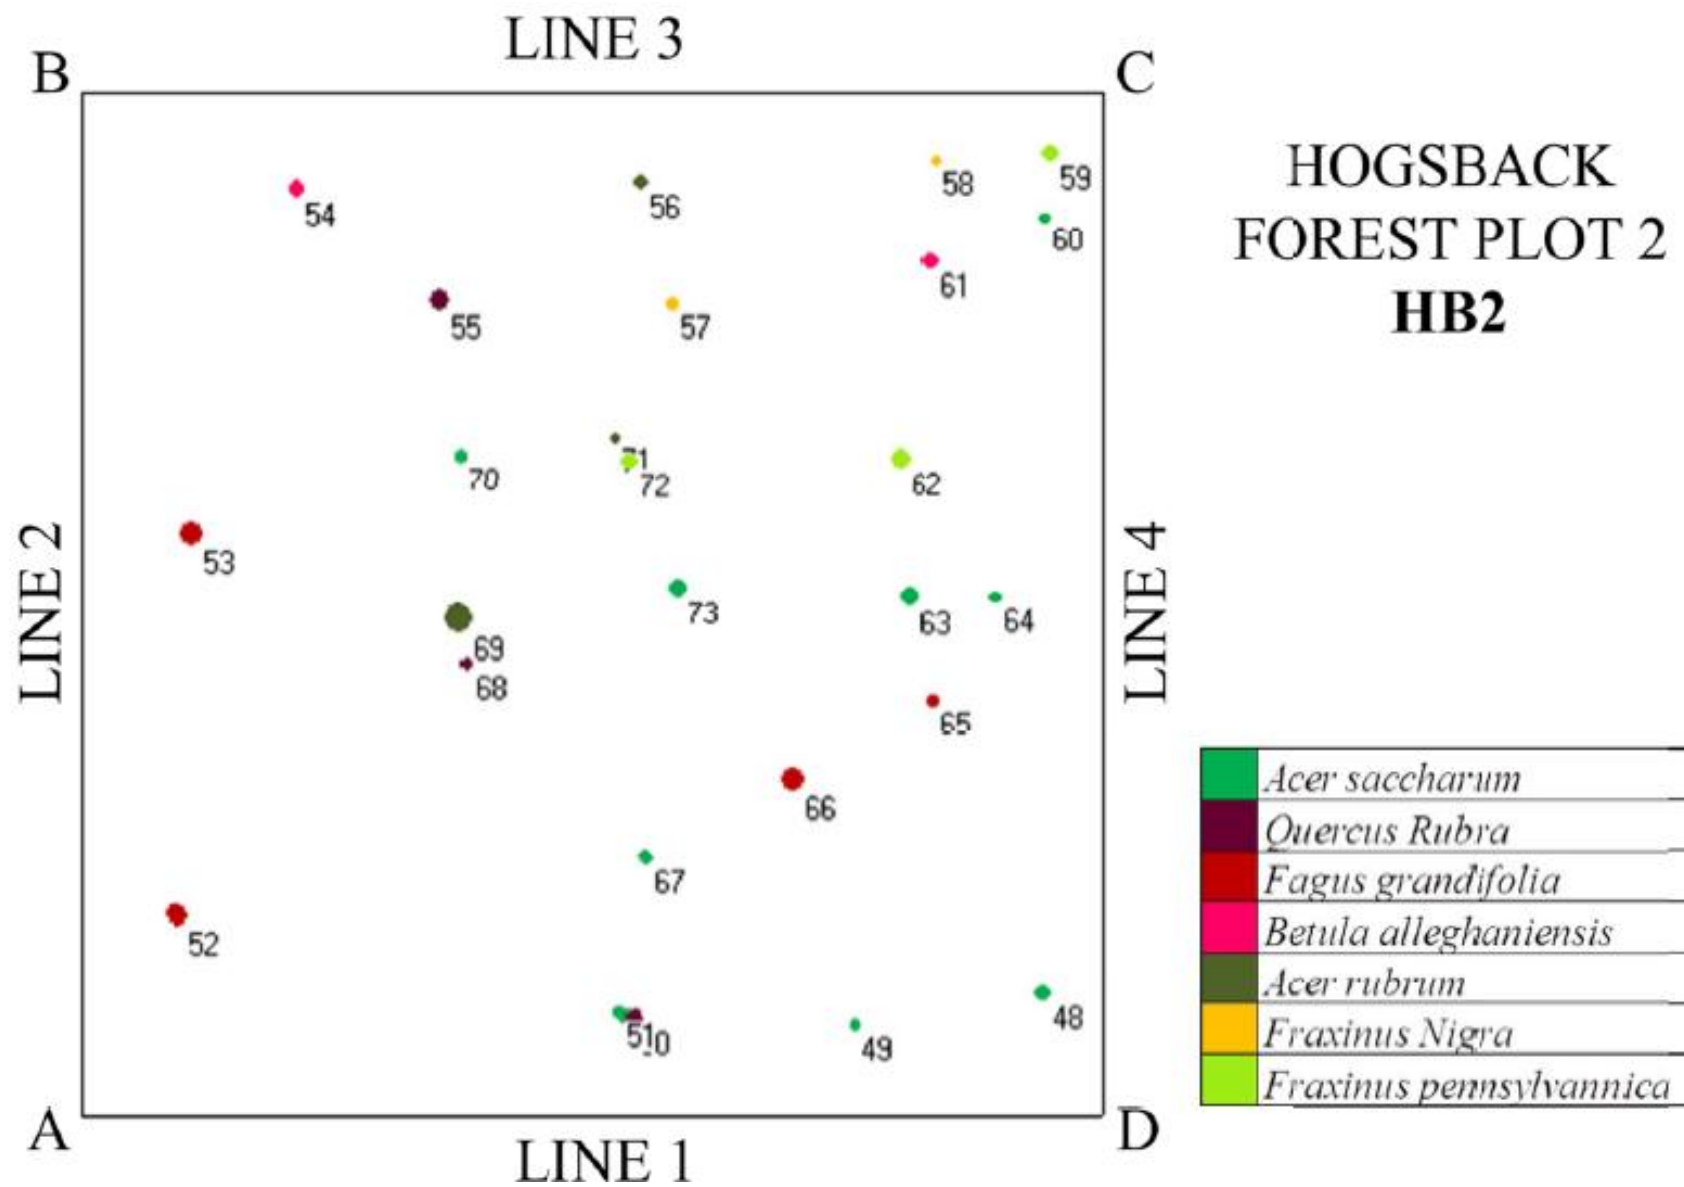 LINE 3
B
C
HOGSBACK
FOREST PLOT 2
HB2
54
56
58
59
60
61
55
57
70
71
72
62
53
73
63
64
69
68
65
66
67
52
51
49
48
LINE 2
LINE 4
Acer saccharum
Quercus Rubra
Fagus grandifolia
Betula alleghaniensis
Acer rubrum
Fraxinus Nigra
Fraxinus pennsylvannica
A
D
LINE 1